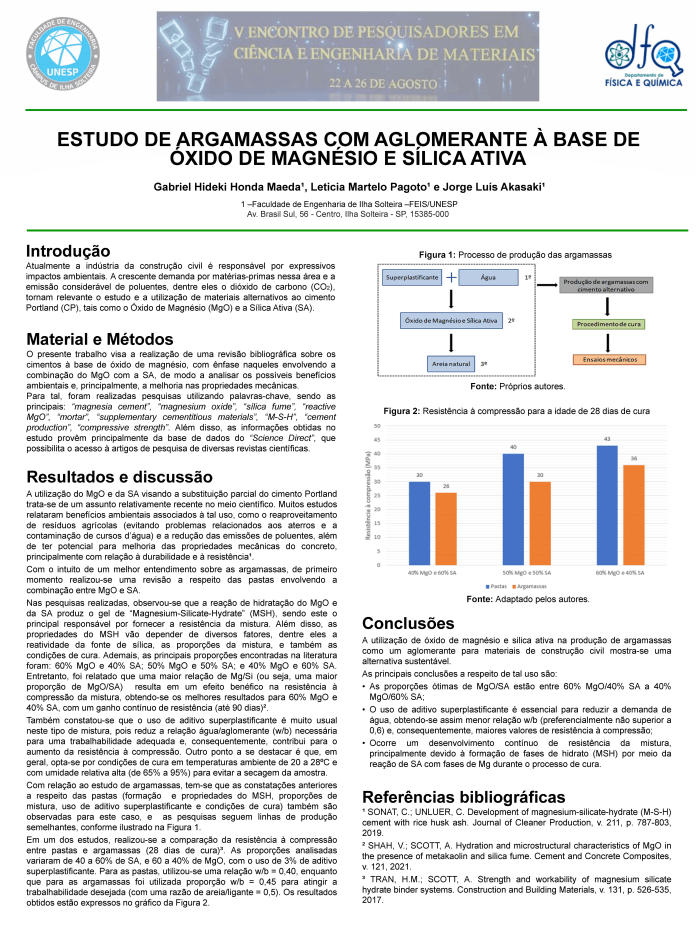 FACULDADE DE ENGENHARIA
UNESP
CÂMPUS DE ILHA SOLTEIRA
V ENCONTRO DE PESQUISADORES EM
CIÊNCIA E ENGENHARIA DE MATERIAIS
22 A 26 DE AGOSTO
dfQ
Departamento de
FÍSICA E QUÍMICA
ESTUDO DE ARGAMASSAS COM AGLOMERANTE À BASE DE
ÓXIDO DE MAGNÉSIO E SÍLICA ATIVA
Gabriel Hideki Honda Maeda¹, Leticia Martelo Pagoto¹ e Jorge Luís Akasaki¹
1 –Faculdade de Engenharia de Ilha Solteira –FEIS/UNESP
Av. Brasil Sul, 56 - Centro, Ilha Solteira - SP, 15385-000
Introdução
Atualmente a indústria da construção civil é responsável por expressivos
impactos ambientais. A crescente demanda por matérias-primas nessa área e a
emissão considerável de poluentes, dentre eles o dióxido de carbono (CO₂),
tornam relevante o estudo e a utilização de materiais alternativos ao cimento
Portland (CP), tais como o Óxido de Magnésio (MgO) e a Sílica Ativa (SA).
Material e Métodos
O presente trabalho visa a realização de uma revisão bibliográfica sobre os
cimentos à base de óxido de magnésio, com ênfase naqueles envolvendo a
combinação do MgO com a SA, de modo a analisar os possíveis benefícios
ambientais e, principalmente, a melhoria nas propriedades mecânicas.
Para tal, foram realizadas pesquisas utilizando palavras-chave, sendo as
principais: “magnesia cement”, “magnesium oxide”, “sílica fume”, “reactive
MgO”, “mortar”, “supplementary cementitious materials”, “M-S-H”, “cement
production”, “compressive strength”. Além disso, as informações obtidas no
estudo provêm principalmente da base de dados do “Science Direct”, que
possibilita o acesso à artigos de pesquisa de diversas revistas científicas.
Resultados e discussão
A utilização do MgO e da SA visando a substituição parcial do cimento Portland
trata-se de um assunto relativamente recente no meio científico. Muitos estudos
relataram benefícios ambientais associados à tal uso, como o reaproveitamento
de resíduos agrícolas (evitando problemas relacionados aos aterros e a
contaminação de cursos d’água) e a redução das emissões de poluentes, além
de ter potencial para melhoria das propriedades mecânicas do concreto,
principalmente com relação à durabilidade e à resistência¹.
Com o intuito de um melhor entendimento sobre as argamassas, de primeiro
momento realizou-se uma revisão a respeito das pastas envolvendo a
combinação entre MgO e SA.
Nas pesquisas realizadas, observou-se que a reação de hidratação do MgO e
da SA produz o gel de “Magnesium-Silicate-Hydrate” (MSH), sendo este o
principal responsável por fornecer a resistência da mistura. Além disso, as
propriedades do MSH vão depender de diversos fatores, dentre eles a
reatividade da fonte de sílica, as proporções da mistura, e também as
condições de cura. Ademais, as principais proporções encontradas na literatura
foram: 60% MgO e 40% SA; 50% MgO e 50% SA; e 40% MgO e 60% SA.
Entretanto, foi relatado que uma maior relação de Mg/Si (ou seja, uma maior
proporção de MgO/SA) resulta em um efeito benéfico na resistência à
compressão da mistura, obtendo-se os melhores resultados para 60% MgO e
40% SA, com um ganho contínuo de resistência (até 90 dias)².
Também constatou-se que o uso de aditivo superplastificante é muito usual
neste tipo de mistura, pois reduz a relação água/aglomerante (w/b) necessária
para uma trabalhabilidade adequada e, consequentemente, contribui para o
aumento da resistência à compressão. Outro ponto a se destacar é que, em
geral, opta-se por condições de cura em temperaturas ambiente de 20 a 28ºC e
com umidade relativa alta (de 65% a 95%) para evitar a secagem da amostra.
Com relação ao estudo de argamassas, tem-se que as constatações anteriores
a respeito das pastas (formação e propriedades do MSH, proporções de
mistura, uso de aditivo superplastificante e condições de cura) também são
observadas para este caso, e as pesquisas seguem linhas de produção
semelhantes, conforme ilustrado na Figura 1.
Em um dos estudos, realizou-se a comparação da resistência à compressão
entre pastas e argamassas (28 dias de cura)³. As proporções analisadas
variaram de 40 a 60% de SA, e 60 a 40% de MgO, com o uso de 3% de aditivo
superplastificante. Para as pastas, utilizou-se uma relação w/b = 0,40, enquanto
que para as argamassas foi utilizada proporção w/b = 0,45 para atingir a
trabalhabilidade desejada (com uma razão de areia/ligante = 0,5). Os resultados
obtidos estão expressos no gráfico da Figura 2.
Figura 1: Processo de produção das argamassas
Superplastificante
Água
1º
Óxido de Magnésio e Sílica Ativa
2º
Areia natural
3º
Produção de argamassas com
cimento alternativo
Procedimento de cura
Ensaios mecânicos
Fonte: Próprios autores.
Figura 2: Resistência à compressão para a idade de 28 dias de cura
Resistência à compressão (MPa)
50
45
40
35
30
25
20
15
10
5
0
30
26
40
30
43
36
40% MgO e 60% SA
50% MgO e 50% SA
60% MgO e 40% SA
Pastas
Argamassas
Fonte: Adaptado pelos autores.
Conclusões
A utilização de óxido de magnésio e silica ativa na produção de argamassas
como um aglomerante para materiais de construção civil mostra-se uma
alternativa sustentável.
As principais conclusões a respeito de tal uso são:
• As proporções ótimas de MgO/SA estão entre 60% MgO/40% SA a 40%
MgO/60% SA;
• O uso de aditivo superplastificante é essencial para reduzir a demanda de
água, obtendo-se assim menor relação w/b (preferencialmente não superior a
0,6) e, consequentemente, maiores valores de resistência à compressão;
• Ocorre um desenvolvimento contínuo de resistência da mistura,
principalmente devido à formação de fases de hidrato (MSH) por meio da
reação de SA com fases de Mg durante o processo de cura.
Referências bibliográficas
¹ SONAT, C.; UNLUER, C. Development of magnesium-silicate-hydrate (M-S-H)
cement with rice husk ash. Journal of Cleaner Production, v. 211, p. 787-803,
2019.
² SHAH, V.; SCOTT, A. Hydration and microstructural characteristics of MgO in
the presence of metakaolin and silica fume. Cement and Concrete Composites,
v. 121, 2021.
³ TRAN, H.M.; SCOTT, A. Strength and workability of magnesium silicate
hydrate binder systems. Construction and Building Materials, v. 131, p. 526-535,
2017.